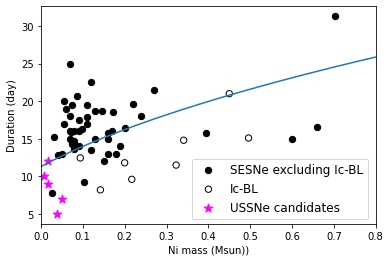 30
25
20
15
10
5
Duration (day)
SESNe excluding Ic-BL
Ic-BL
USSNe candidates
0.0 0.1 0.2 0.3 0.4 0.5 0.6 0.7 0.8
Ni mass (Msun))